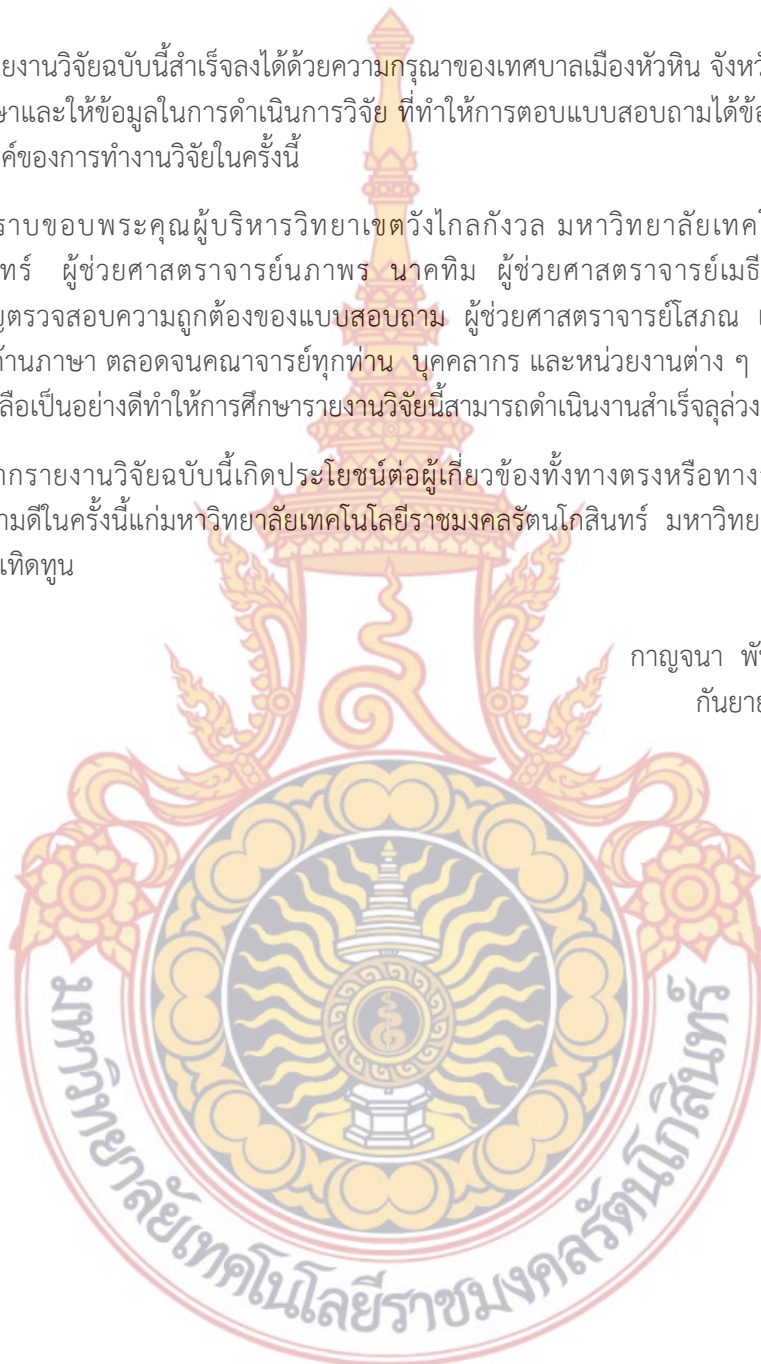 ยงานวิจัยฉบับนี้สำเร็จลงได้ด้วยความกรุณาของเทศบาลเมืองหัวหิน จังหวั
ษาและให้ข้อมูลในการดำเนินการวิจัย ที่ทำให้การตอบแบบสอบถามได้ข้อ
ค์ของการทำงานวิจัยในครั้งนี้
ราบขอบพระคุณผู้บริหารวิทยาเขตวังไกลกังวล มหาวิทยาลัยเทคโ
ทร์ ผู้ช่วยศาสตราจารย์นภาพร นาคทิม ผู้ช่วยศาสตราจารย์เมธี
ญตรวจสอบความถูกต้องของแบบสอบถาม ผู้ช่วยศาสตราจารย์โสภณ เ
้านภาษา ตลอดจนคณาจารย์ทุกท่าน บุคคลากร และหน่วยงานต่าง ๆ
ลือเป็นอย่างดีทำให้การศึกษารายงานวิจัยนี้สามารถดำเนินงานสำเร็จลุล่วง
ากรายงานวิจัยฉบับนี้เกิดประโยชน์ต่อผู้เกี่ยวข้องทั้งทางตรงหรือทาง
ามดีในครั้งนี้แก่มหาวิทยาลัยเทคโนโลยีราชมงคลรัตนโกสินทร์ มหาวิทย
เทิดทูน
กาญจนา พั
กันยาย
มหาวิทยาลัยเทคโนโลยีราชมงคลรัตนโกสินทร์